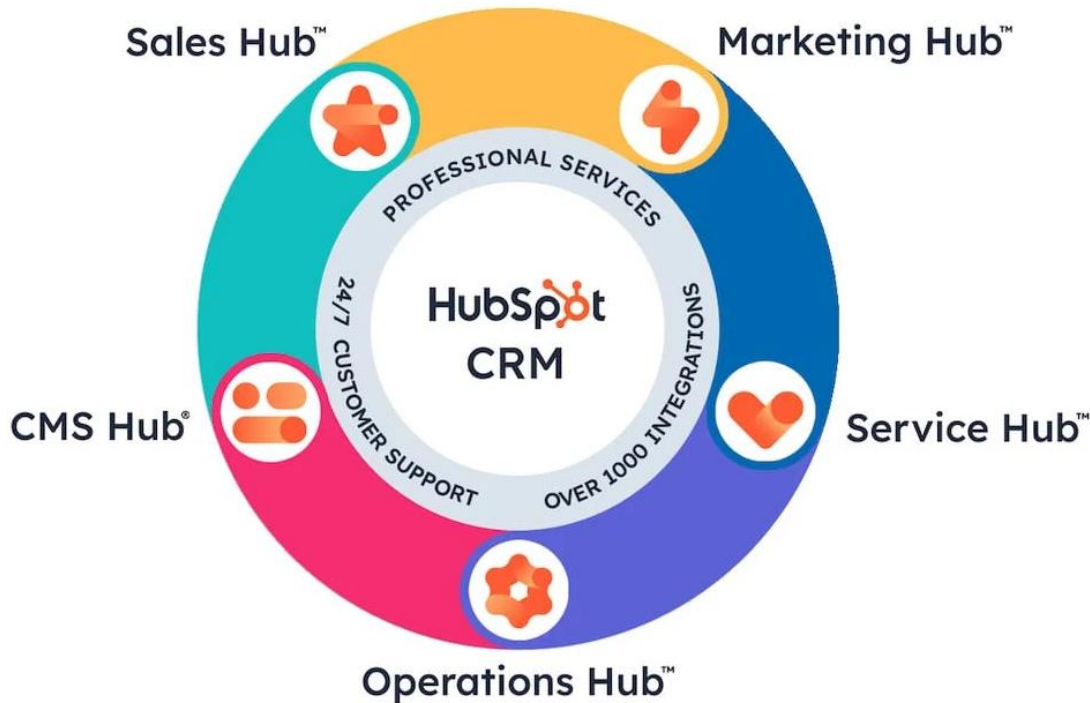 Sales Hub™
Marketing Hub™
PROFESSIONAL SERVICES
24/7 CUSTOMER SUPPORT
OVER 1000 INTEGRATIONS
HubSpot
CRM
CMS Hub®
Service Hub™
Operations Hub™